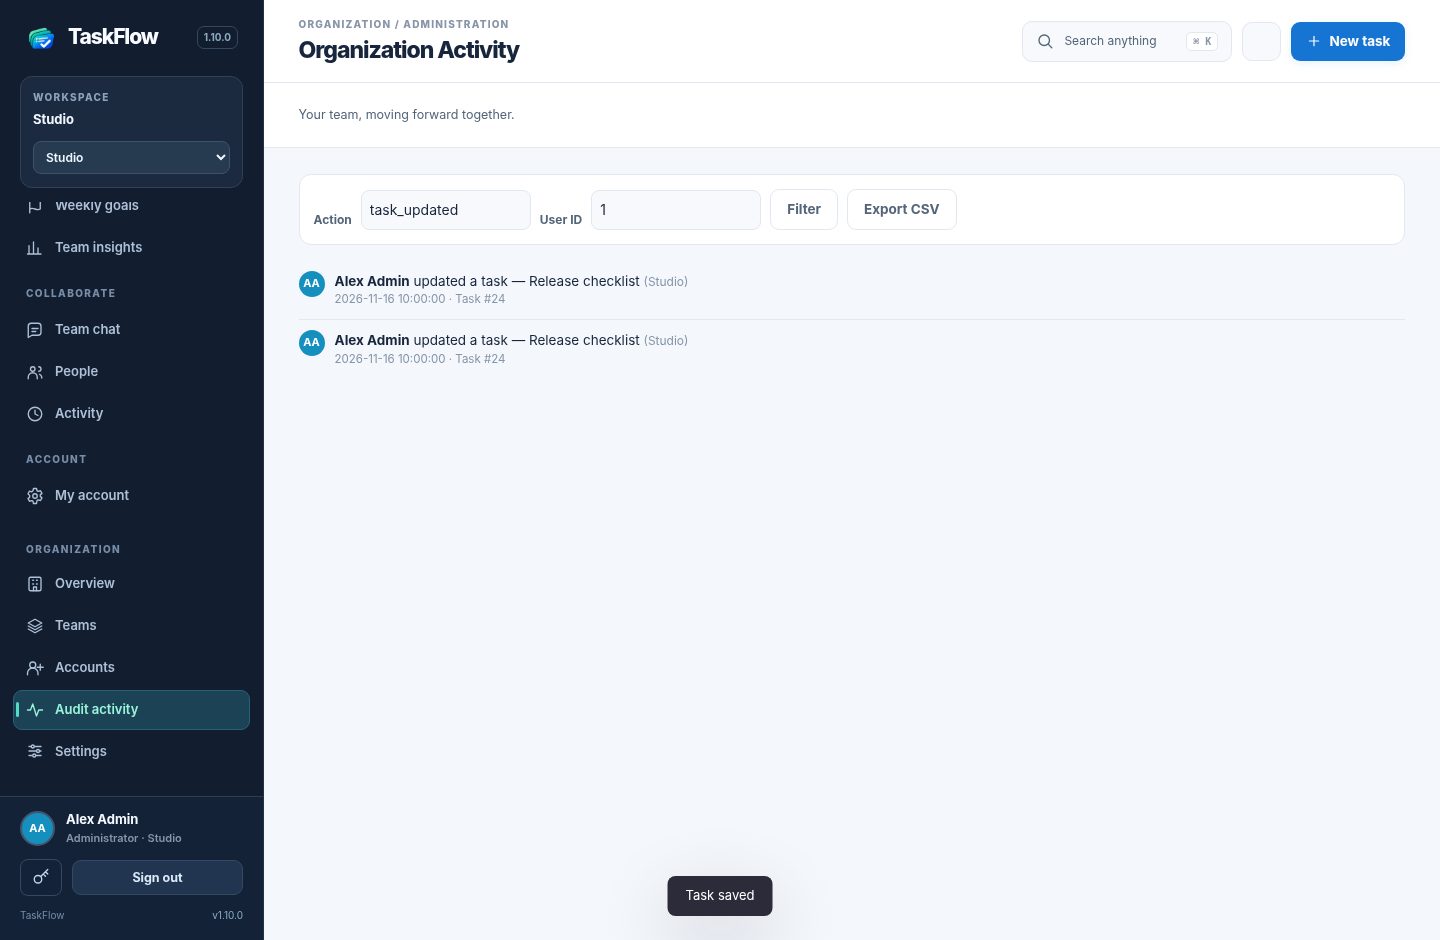 TaskFlow
1.10.0
WORKSPACE
Studio
Studio
Weekly goals
Team insights
COLLABORATE
Team chat
People
Activity
ACCOUNT
My account
ORGANIZATION
Overview
Teams
Accounts
Audit activity
Settings
AA
Alex Admin
Administrator · Studio
Sign out
TaskFlow
v1.10.0
ORGANIZATION / ADMINISTRATION
Organization Activity
Search anything
⌘ K
New task
Your team, moving forward together.
Action
task_updated
User ID
1
Filter
Export CSV
AA
Alex Admin updated a task — Release checklist (Studio)
2026-11-16 10:00:00 · Task #24
AA
Alex Admin updated a task — Release checklist (Studio)
2026-11-16 10:00:00 · Task #24
Task saved